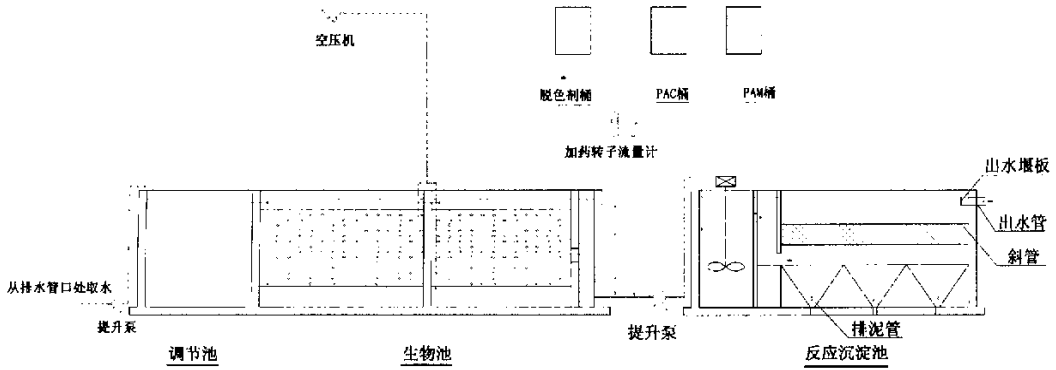 空压机
脱色剂桶
PAC桶
PAM桶
加药转子流量计
出水堰板
出水管
斜管
从排水管口处取水
提升泵
提升泵
排泥管
调节池
生物池
反应沉淀池